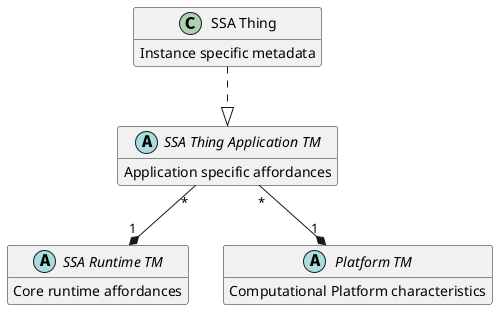 C SSA Thing
Instance specific metadata
A SSA Thing Application TM
Application specific affordances
* *
1 1
A SSA Runtime TM
Core runtime affordances
A Platform TM
Computational Platform characteristics